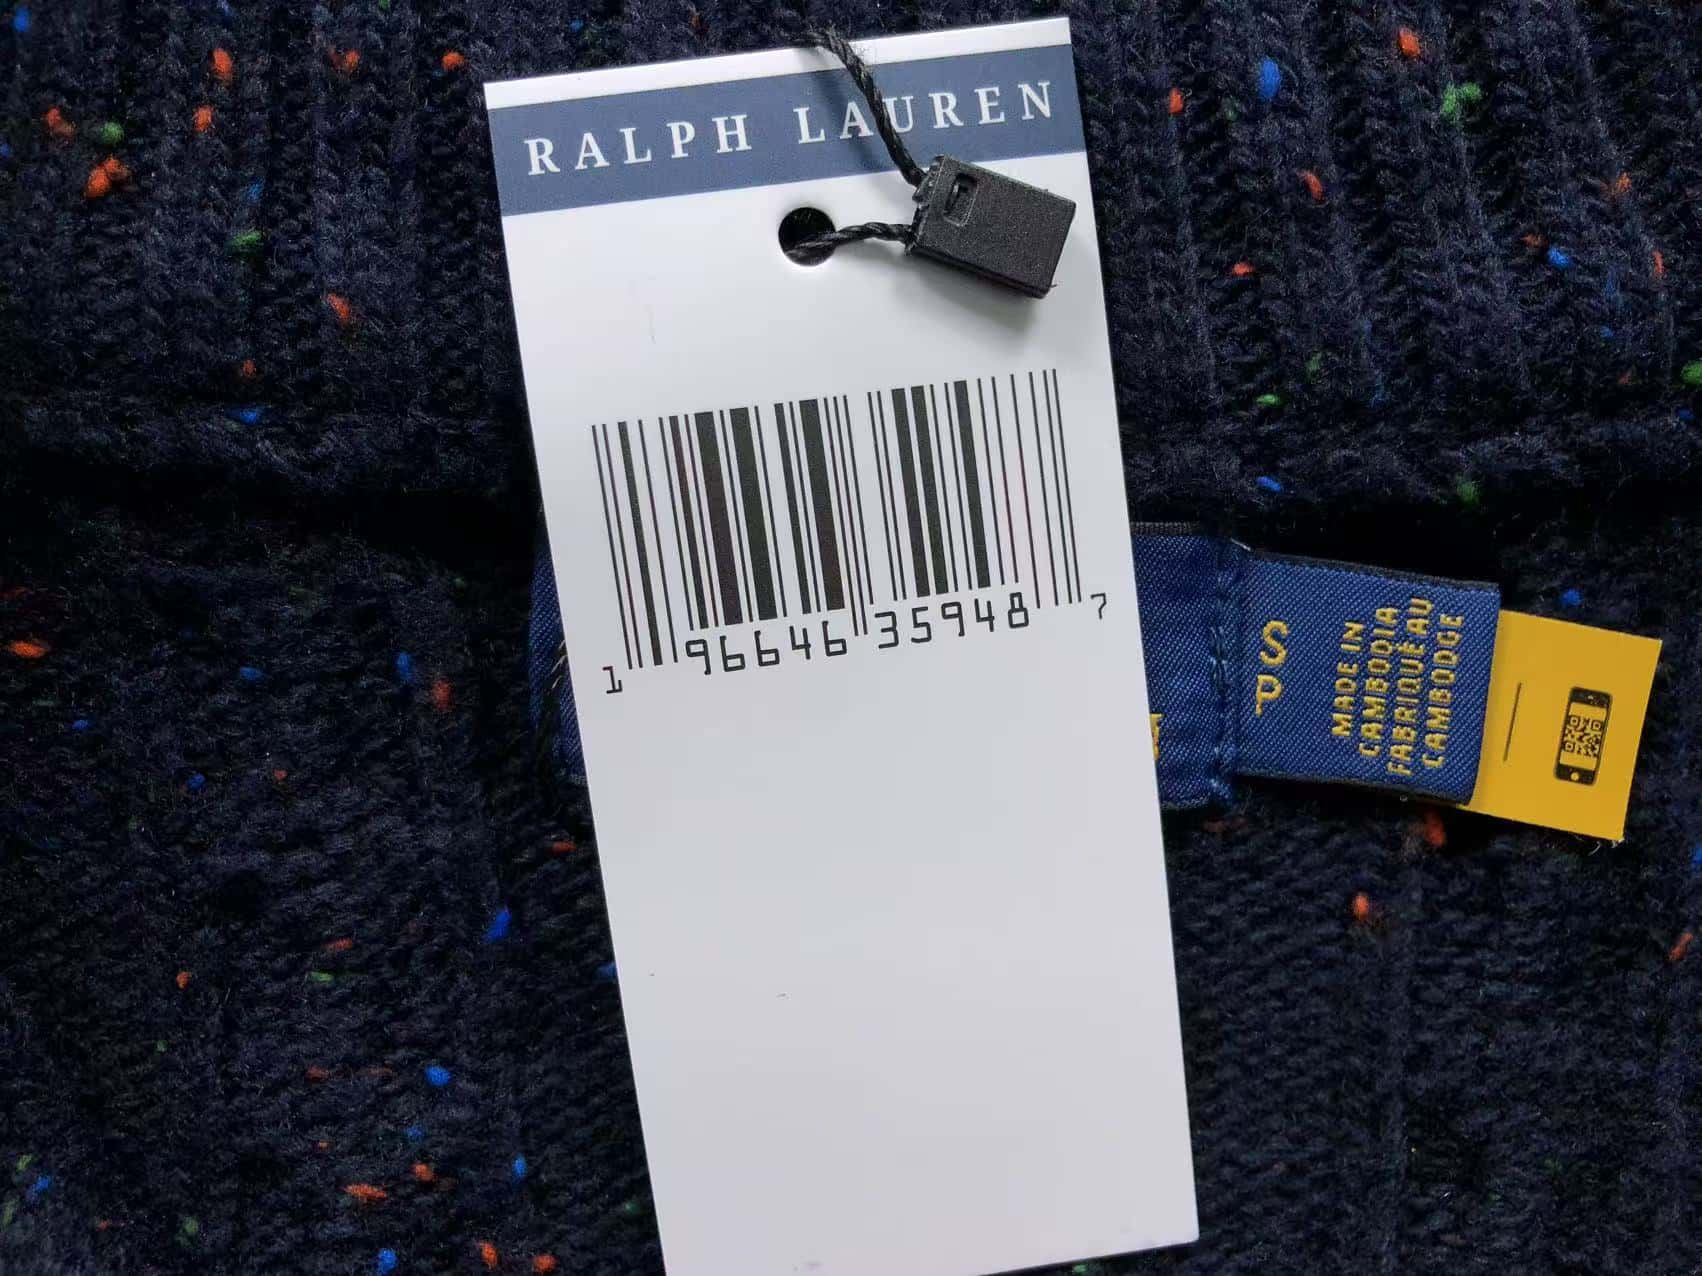 RALPH LAUREN
1 96646 35948 7
S
P
MADE IN
CAMBODIA
FABRIQUÉ AU
CAMBODGE